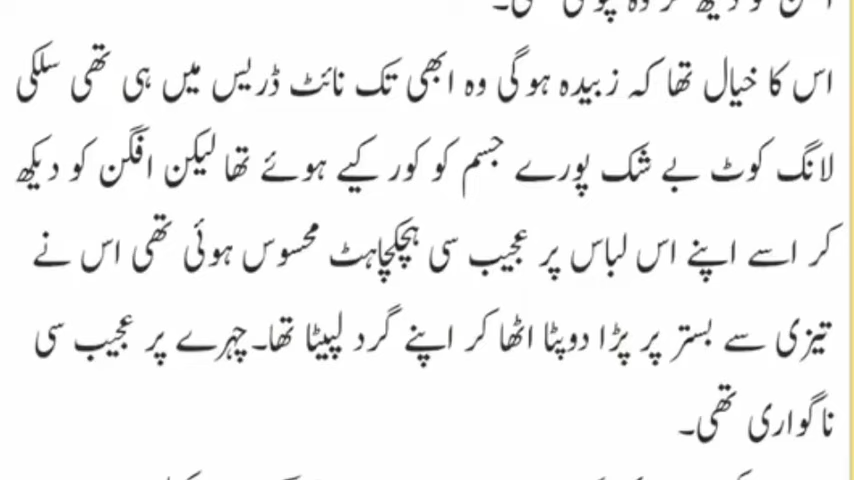 اس کا خیال تھا کہ زبیدہ ہوگی وہ ابھی تک نائٹ ڈریس میں ہی تھی سلکی
لانگ کوٹ بے شک پورے جسم کو کور کیے ہوئے تھا لیکن افگن کو دیکھ
کر اسے اپنے اس لباس پر عجیب سی ہچکچاہٹ محسوس ہوئی تھی اس نے
تیزی سے بستر پر پڑا دوپٹا اٹھا کر اپنے گرد لپیٹا تھا۔ چہرے پر عجیب سی
ناگواری تھی۔